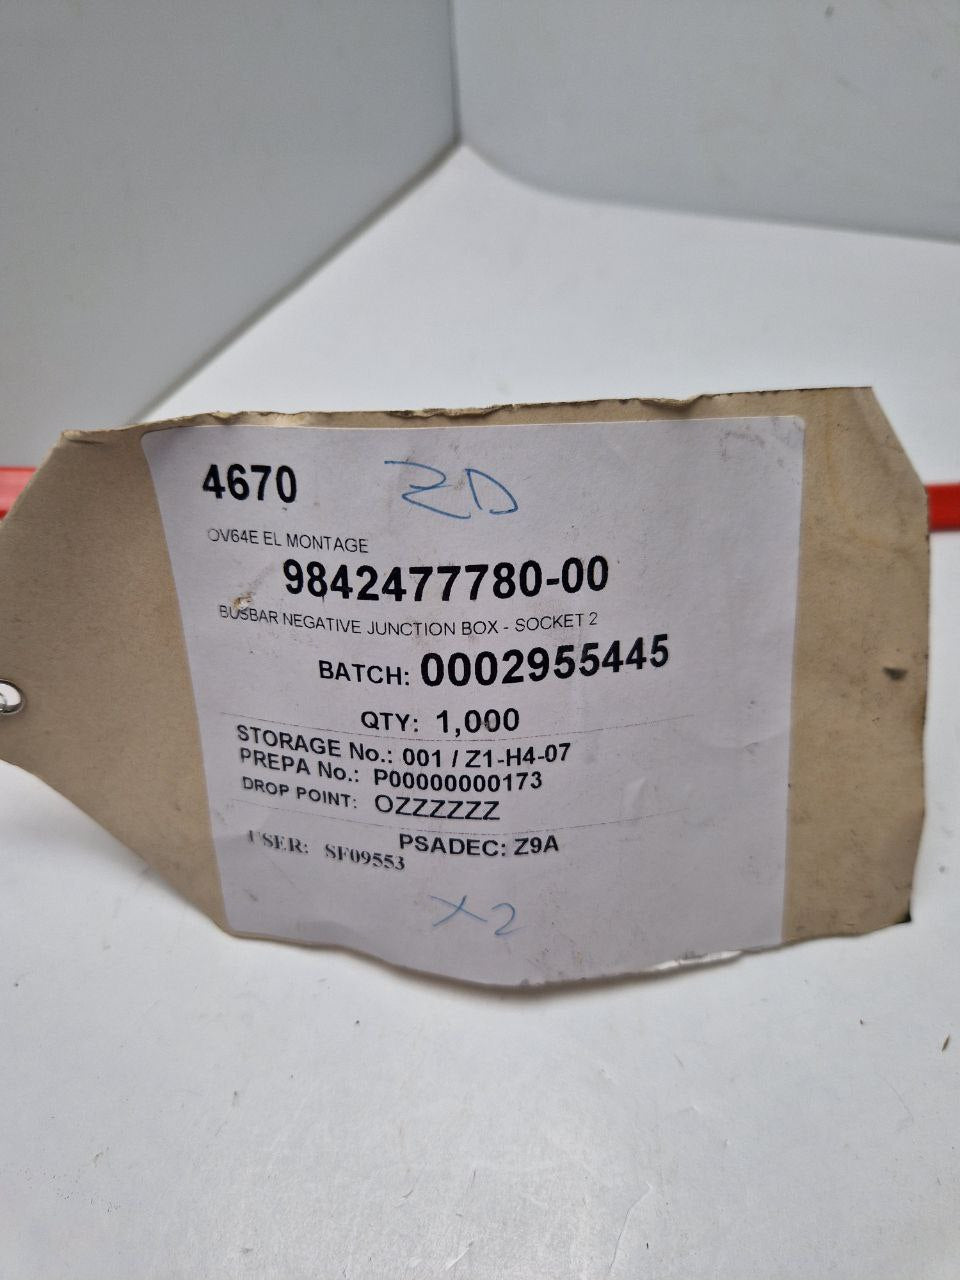 4670 ZD
OV64E EL MONTAGE
9842477780-00
BUSBAR NEGATIVE JUNCTION BOX - SOCKET 2
BATCH: 0002955445
QTY: 1,000
STORAGE No.: 001 / Z1-H4-07
PREPA No.: P00000000173
DROP POINT: OZZZZZZ
PSADEC: Z9A
USER: SF09553
X2